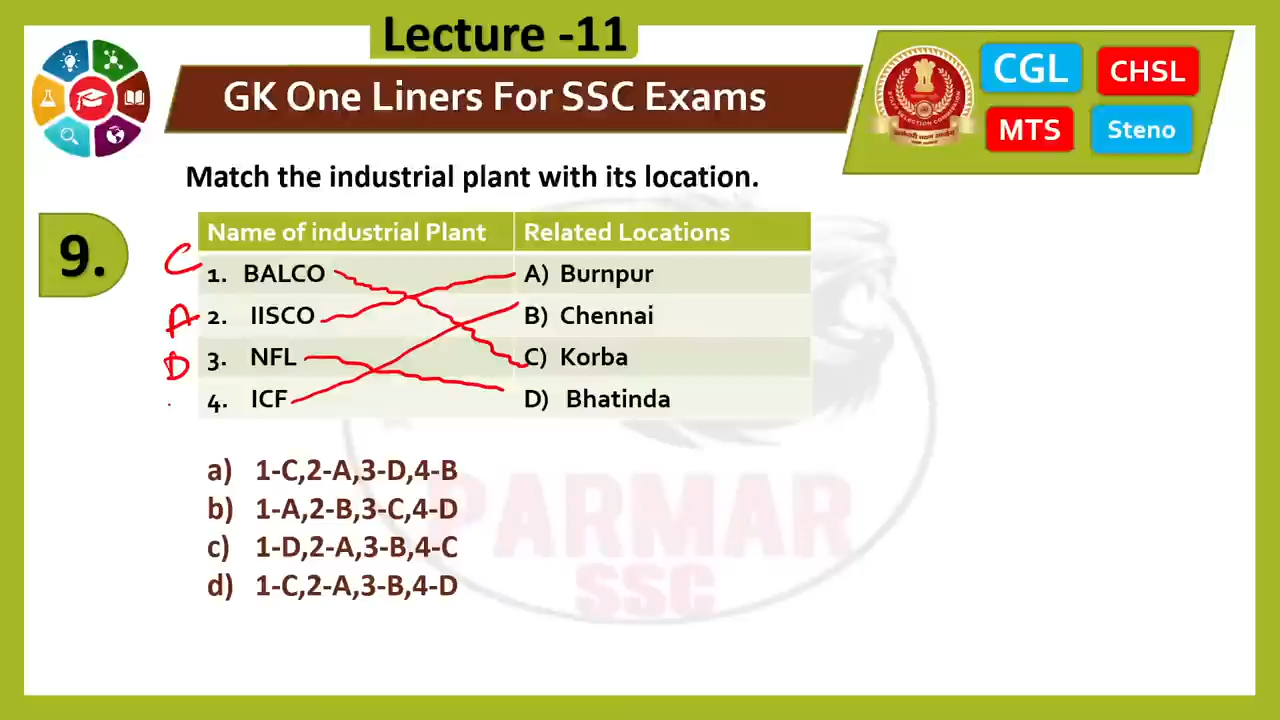 Lecture -11
GK One Liners For SSC Exams
CGL
CHSL
MTS
Steno
Match the industrial plant with its location.
9.
Name of industrial Plant Related Locations
C 1. BALCO A) Burnpur
A 2. IISCO B) Chennai
D 3. NFL C) Korba
4. ICF D) Bhatinda
a) 1-C,2-A,3-D,4-B
b) 1-A,2-B,3-C,4-D
c) 1-D,2-A,3-B,4-C
d) 1-C,2-A,3-B,4-D
PARMAR
SSC